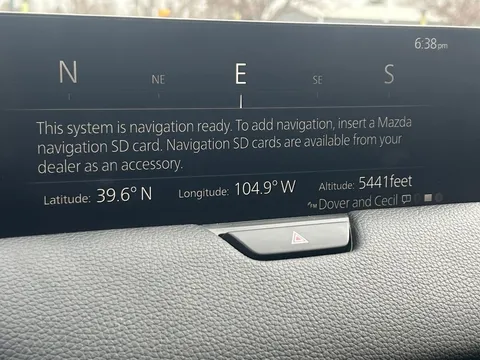 6:38pm
N NE E SE S
This system is navigation ready. To add navigation, insert a Mazda
navigation SD card. Navigation SD cards are available from your
dealer as an accessory.
Latitude: 39.6° N Longitude: 104.9° W Altitude: 5441feet
Dover and Cecil